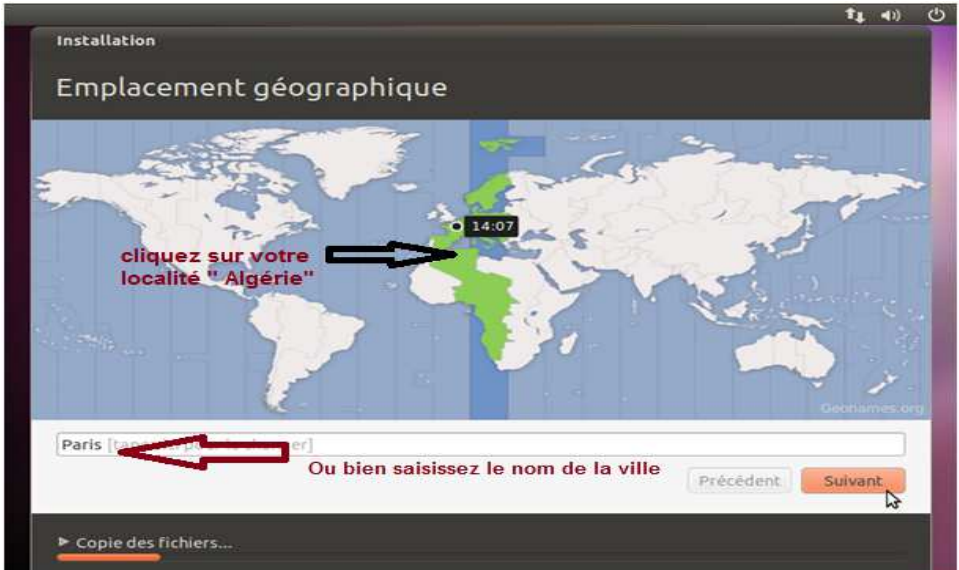 Installation
Emplacement géographique
14:07
cliquez sur votre
localité " Algérie"
Geonames.org
Paris
Ou bien saisissez le nom de la ville
Précédent
Suivant
Copie des fichiers...